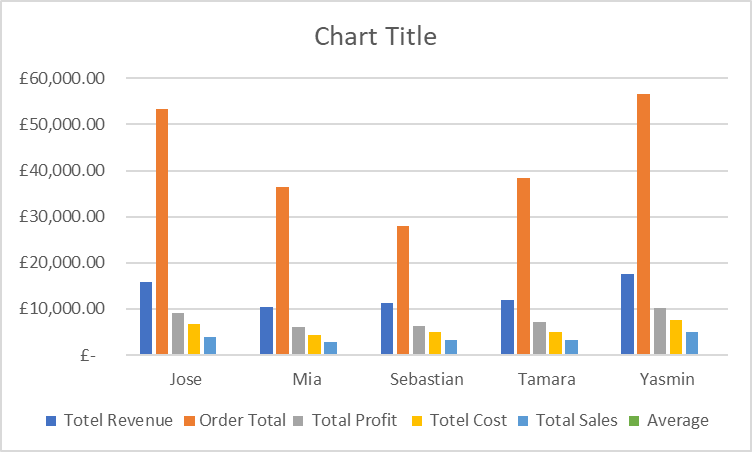 Chart Title
£60,000.00
£50,000.00
£40,000.00
£30,000.00
£20,000.00
£10,000.00
£-
Jose Mia Sebastian Tamara Yasmin
Totel Revenue Order Total Total Profit Totel Cost Total Sales Average